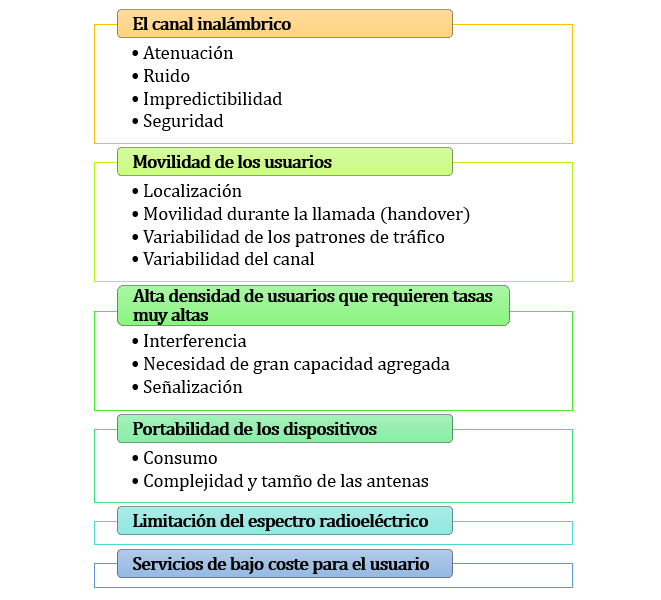 El canal inalámbrico
• Atenuación
• Ruido
• Impredictibilidad
• Seguridad
Movilidad de los usuarios
• Localización
• Movilidad durante la llamada (handover)
• Variabilidad de los patrones de tráfico
• Variabilidad del canal
Alta densidad de usuarios que requieren tasas
muy altas
• Interferencia
• Necesidad de gran capacidad agregada
• Señalización
Portabilidad de los dispositivos
• Consumo
• Complejidad y tamño de las antenas
Limitación del espectro radioeléctrico
Servicios de bajo coste para el usuario